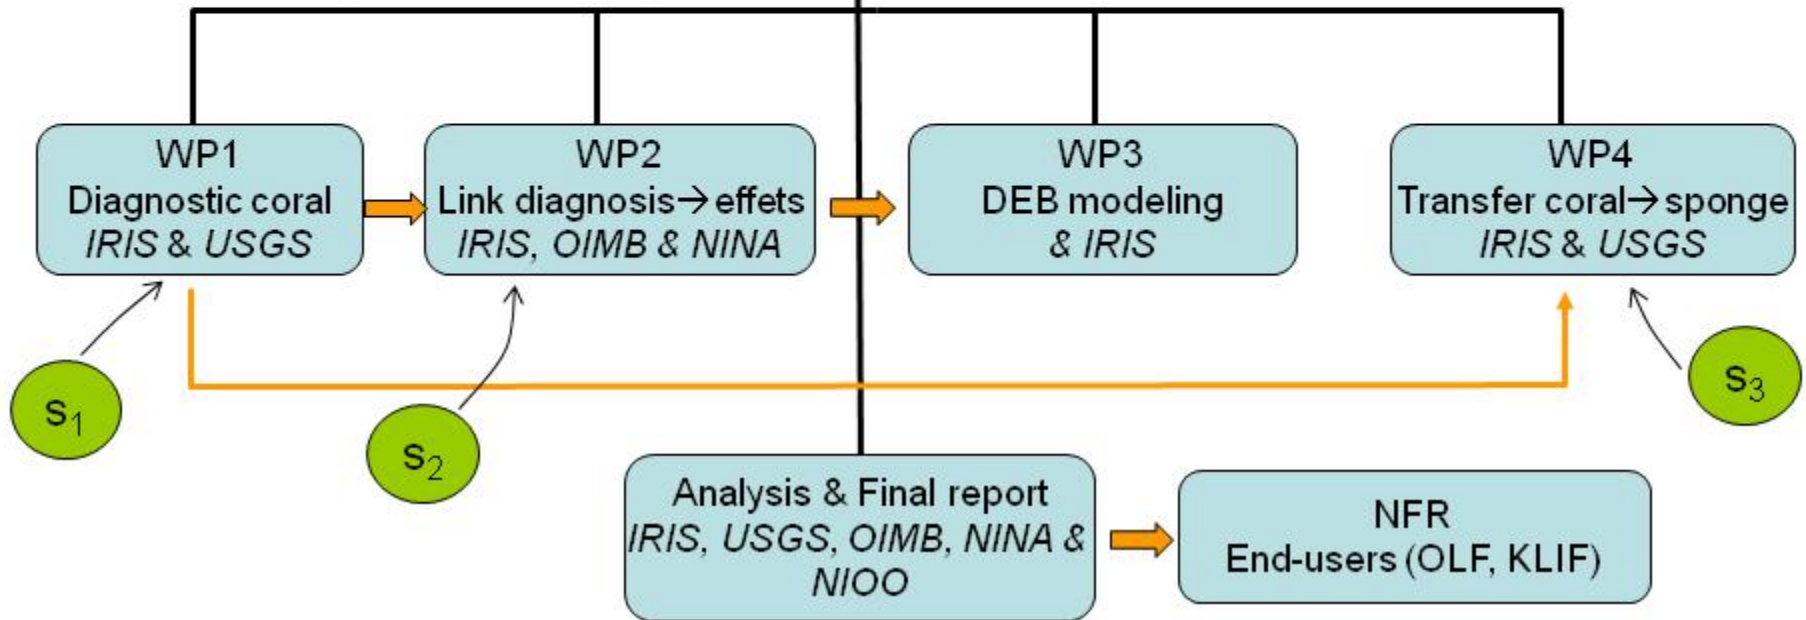 WP1
Diagnostic coral
IRIS & USGS
WP2
Link diagnosis→effets
IRIS, OIMB & NINA
WP3
DEB modeling
& IRIS
WP4
Transfer coral→sponge
IRIS & USGS
S₁
S₂
S₃
Analysis & Final report
IRIS, USGS, OIMB, NINA &
NIOO
NFR
End-users (OLF, KLIF)